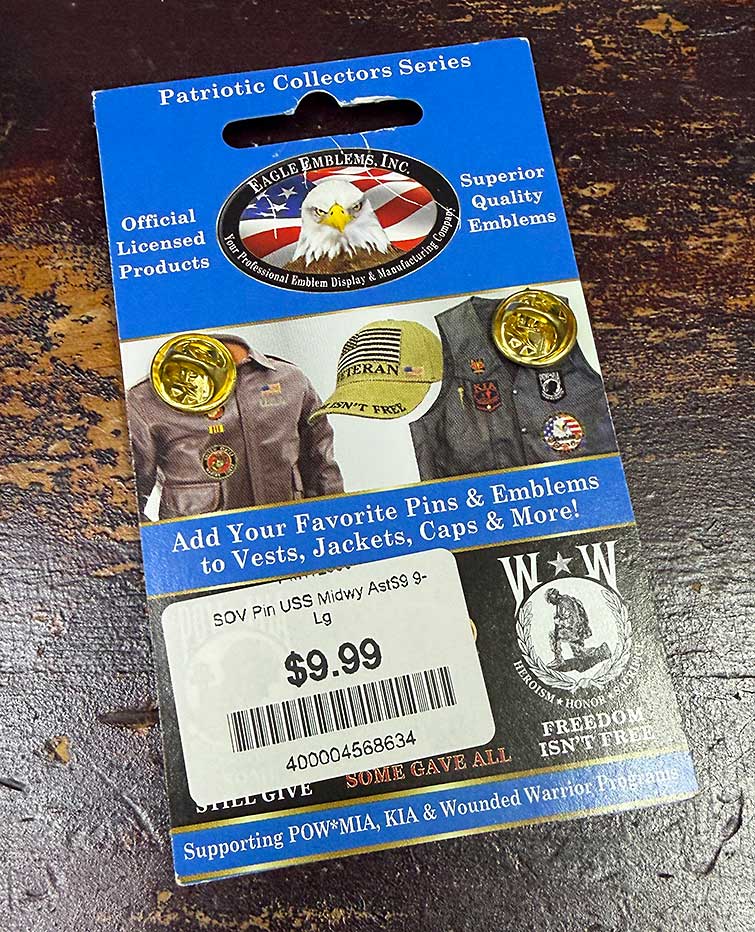 Patriotic Collectors Series
EAGLE EMBLEMS, INC.
Your Professional Emblem Display & Manufacturing Company
Official
Licensed
Products
Superior
Quality
Emblems
VETERAN
ISN'T FREE
KIA
Add Your Favorite Pins & Emblems
to Vests, Jackets, Caps & More!
SOV Pin USS Midwy AstS9 9-
Lg
$9.99
400004568634
W W
HEROISM ★ HONOR ★
FREEDOM
ISN'T FREE
STILL GIVE
SOME GAVE ALL
Supporting POW*MIA, KIA & Wounded Warrior Programs